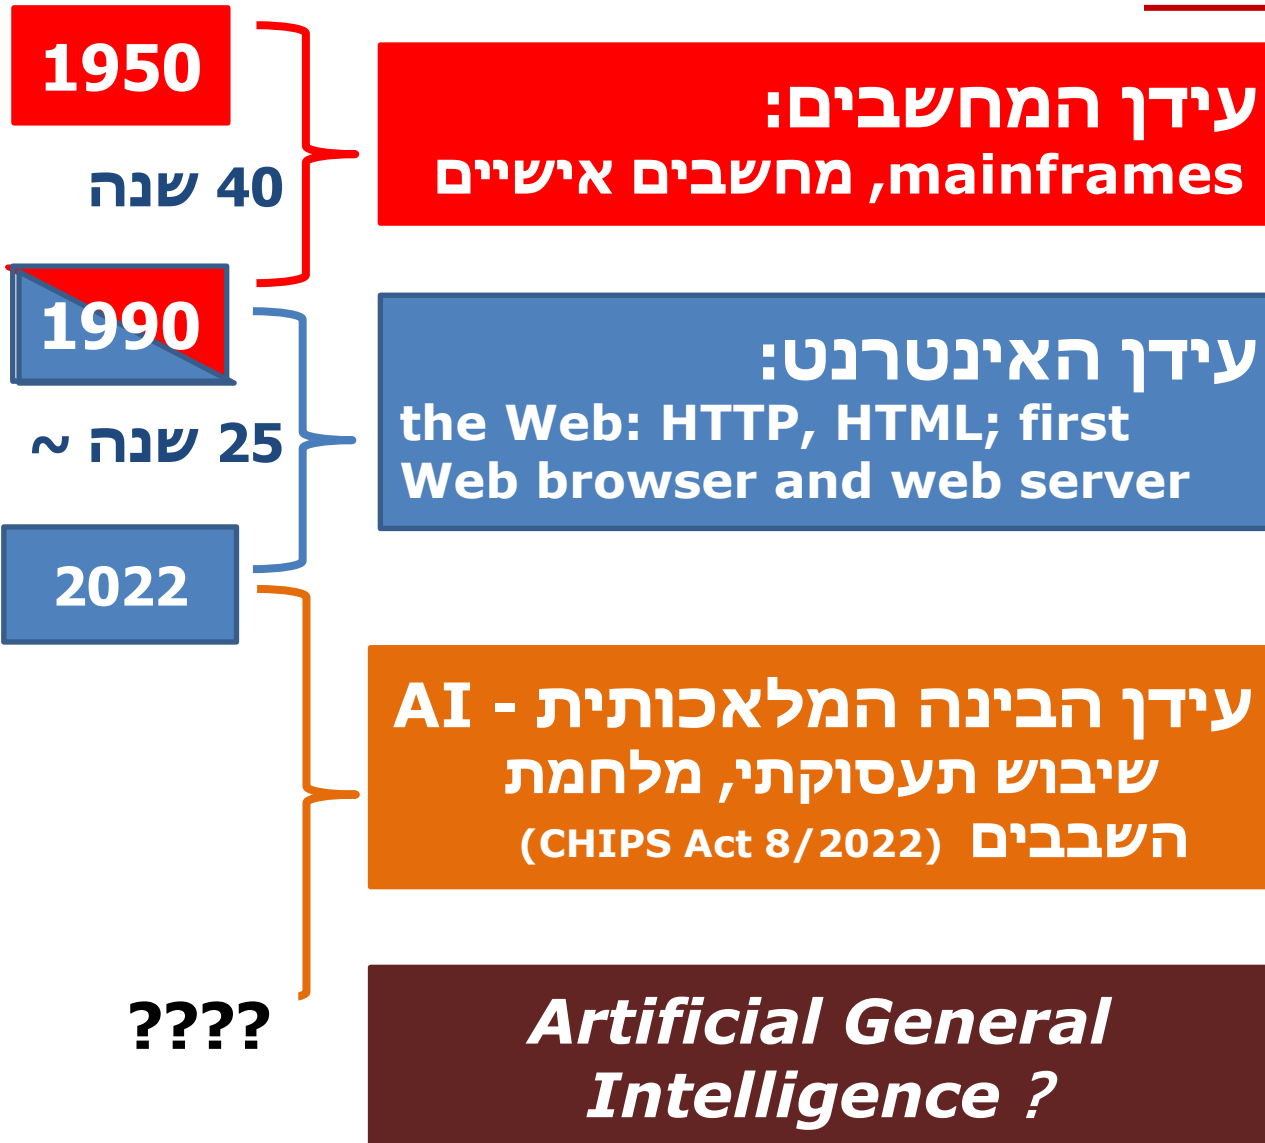 1950
עידן המחשבים:
mainframes, מחשבים אישיים
40 שנה
1990
עידן האינטרנט:
the Web: HTTP, HTML; first
Web browser and web server
25 שנה ~
2022
עידן הבינה המלאכותית - AI
שיבוש תעסוקתי, מלחמת
השבבים (CHIPS Act 8/2022)
????
Artificial General
Intelligence ?